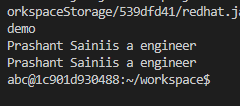 orkspaceStorage/539dfd41/redhat.ja
demo
Prashant Sainiis a engineer
Prashant Sainiis a engineer
abc@1c901d930488:~/workspace$